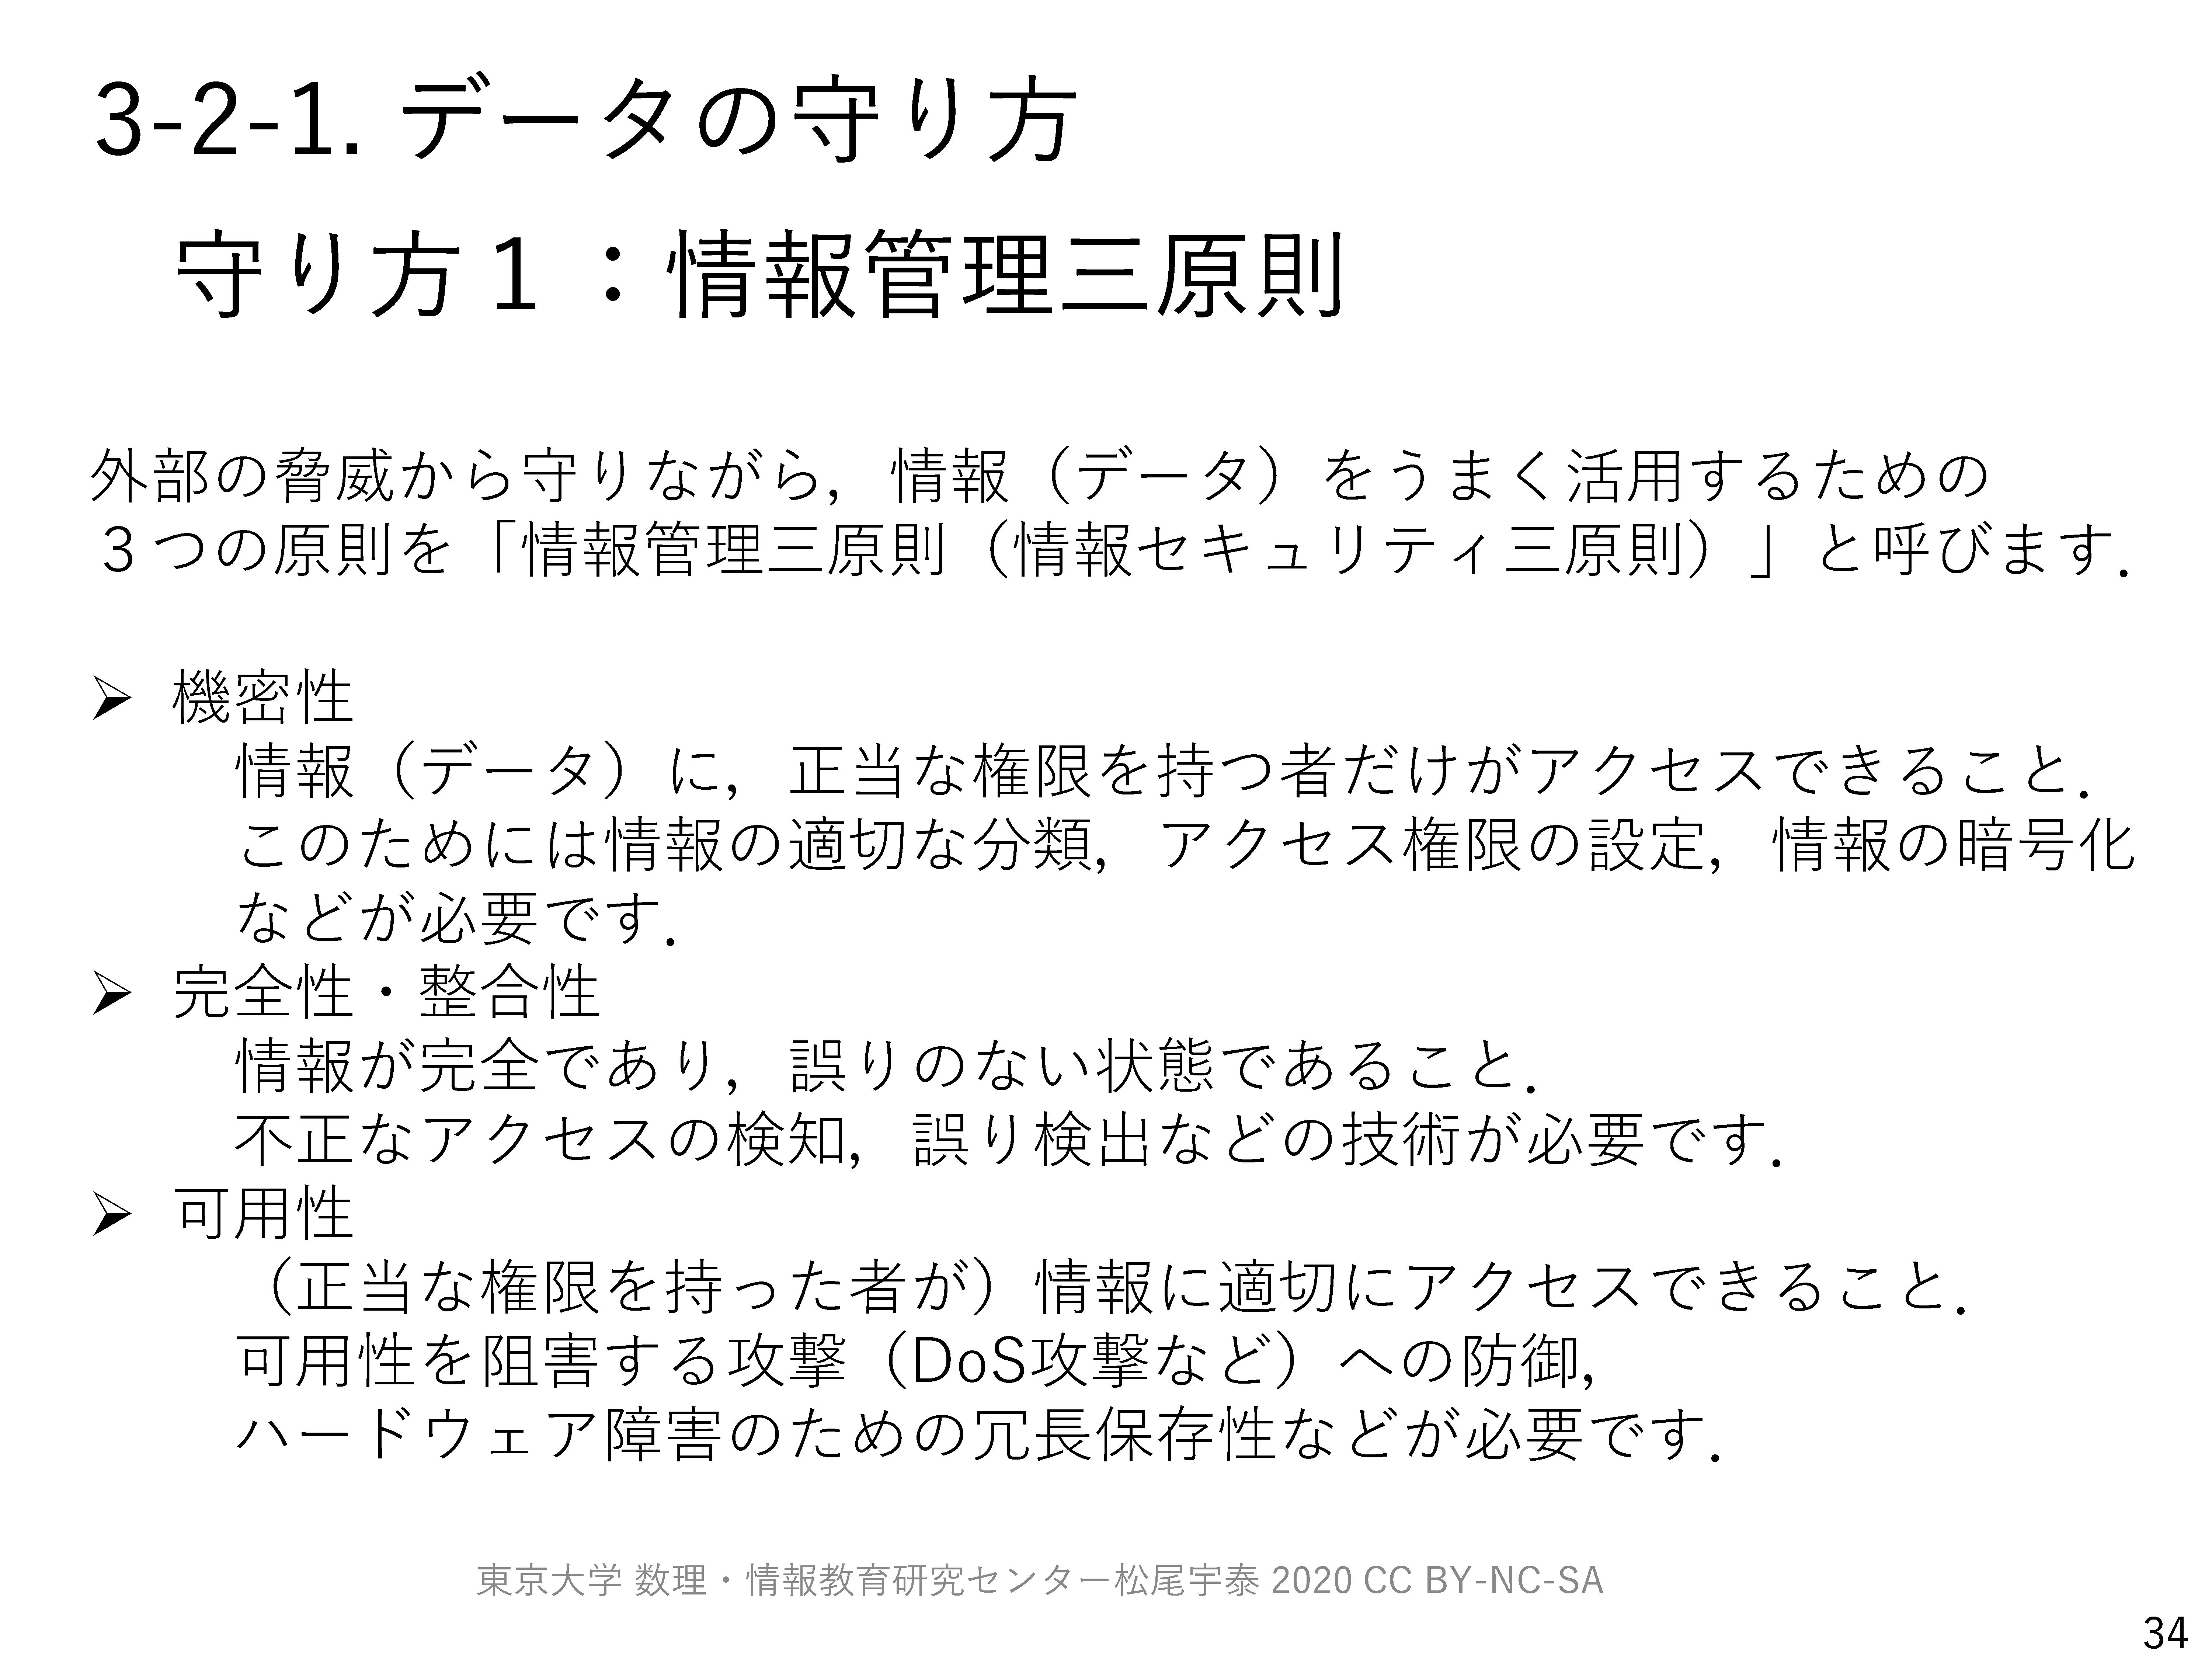 3-2-1. データの守り方
守り方１：情報管理三原則
外部の脅威から守りながら，情報（データ）をうまく活用するための
３つの原則を「情報管理三原則（情報セキュリティ三原則）」と呼びます．
➢ 機密性
情報（データ）に，正当な権限を持つ者だけがアクセスできること．
このためには情報の適切な分類，アクセス権限の設定，情報の暗号化
などが必要です．
➢ 完全性・整合性
情報が完全であり，誤りのない状態であること．
不正なアクセスの検知，誤り検出などの技術が必要です．
➢ 可用性
（正当な権限を持った者が）情報に適切にアクセスできること．
可用性を阻害する攻撃（DoS攻撃など）への防御，
ハードウェア障害のための冗長保存性などが必要です．
東京大学 数理・情報教育研究センター松尾宇泰 2020 CC BY-NC-SA
34